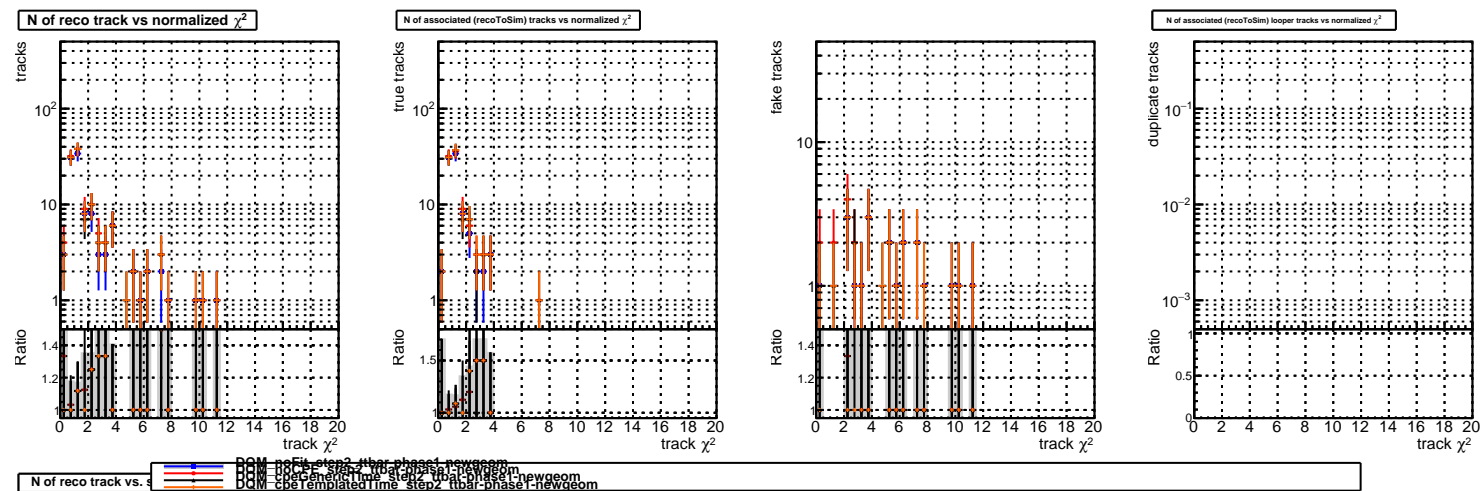 N of reco track vs normalized χ²
N of associated (recoToSim) tracks vs normalized χ²
N of associated (recoToSim) looper tracks vs normalized χ²
tracks
10²
10
1
Ratio
1.4
1.2
1
0 2 4 6 8 10 12 14 16 18 20
track χ²
true tracks
10²
10
1
Ratio
1.5
1
0 2 4 6 8 10 12 14 16 18 20
track χ²
fake tracks
10
1
Ratio
1.4
1.2
1
0 2 4 6 8 10 12 14 16 18 20
track χ²
duplicate tracks
10⁻¹
10⁻²
10⁻³
Ratio
1
0.5
0
0 2 4 6 8 10 12 14 16 18 20
track χ²
N of reco track vs. s
DQM_noFit_step2_ttbar-phase1-newgeom
DQM_noCPE_step2_ttbar-phase1-newgeom
DQM_cpeGenericTime_step2_ttbar-phase1-newgeom
DQM_cpeTemplatedTime_step2_ttbar-phase1-newgeom